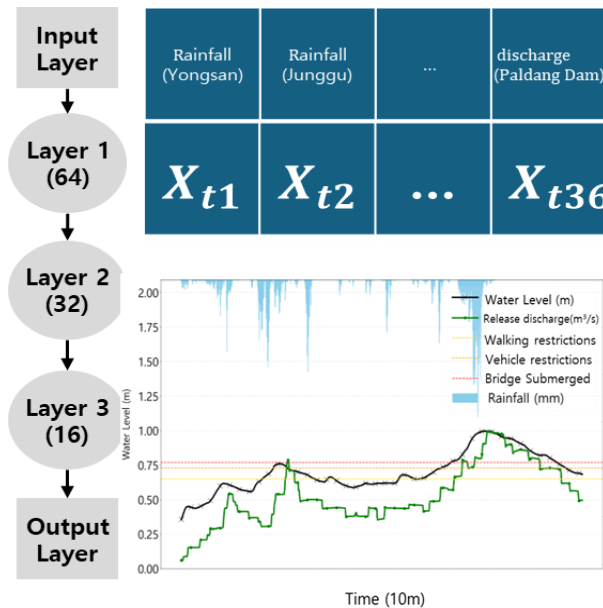 Input
Layer
Layer 1
(64)
Layer 2
(32)
Layer 3
(16)
Output
Layer
Rainfall
(Yongsan)
Rainfall
(Junggu)
...
discharge
(Paldang Dam)
X_{t1}
X_{t2}
...
X_{t36}
2.00
1.75
1.50
1.25
1.00
0.75
0.50
0.25
0.00
Water Level (m)
Water Level (m)
Release discharge(m³/s)
Walking restrictions
Vehicle restrictions
Bridge Submerged
Rainfall (mm)
Time (10m)